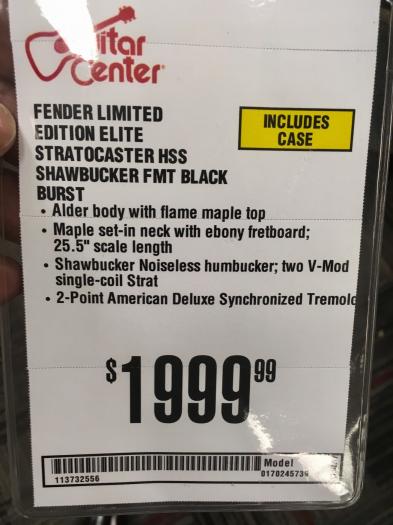 Guitar
Center
FENDER LIMITED
EDITION ELITE
STRATOCASTER HSS
SHAWBUCKER FMT BLACK
BURST
INCLUDES
CASE
• Alder body with flame maple top
• Maple set-in neck with ebony fretboard;
25.5" scale length
• Shawbucker Noiseless humbucker; two V-Mod
single-coil Strat
• 2-Point American Deluxe Synchronized Tremolo
$1999.99
113732556
Model
0170245739